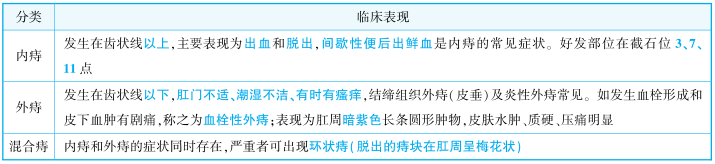 分类 临床表现
内痔 发生在齿状线以上,主要表现为出血和脱出,间歇性便后出鲜血是内痔的常见症状。好发部位在截石位 3、7、
11 点
外痔 发生在齿状线以下,肛门不适、潮湿不洁、有时有瘙痒,结缔组织外痔(皮垂)及炎性外痔常见。如发生血栓形成和
皮下血肿有剧痛,称之为血栓性外痔;表现为肛周暗紫色长条圆形肿物,皮肤水肿、质硬、压痛明显
混合痔 内痔和外痔的症状同时存在,严重者可出现环状痔(脱出的痔块在肛周呈梅花状)